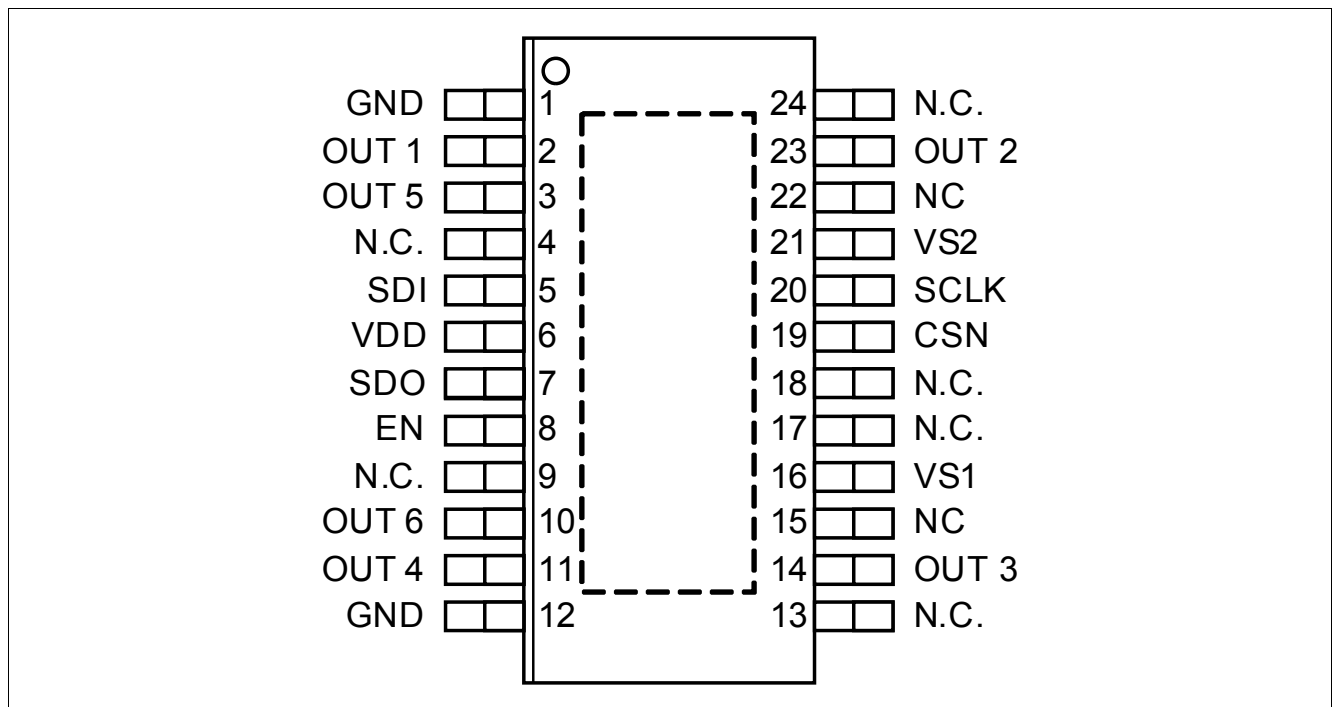 GND 1 24 N.C.
OUT 1 2 23 OUT 2
OUT 5 3 22 NC
N.C. 4 21 VS2
SDI 5 20 SCLK
VDD 6 19 CSN
SDO 7 18 N.C.
EN 8 17 N.C.
N.C. 9 16 VS1
OUT 6 10 15 NC
OUT 4 11 14 OUT 3
GND 12 13 N.C.